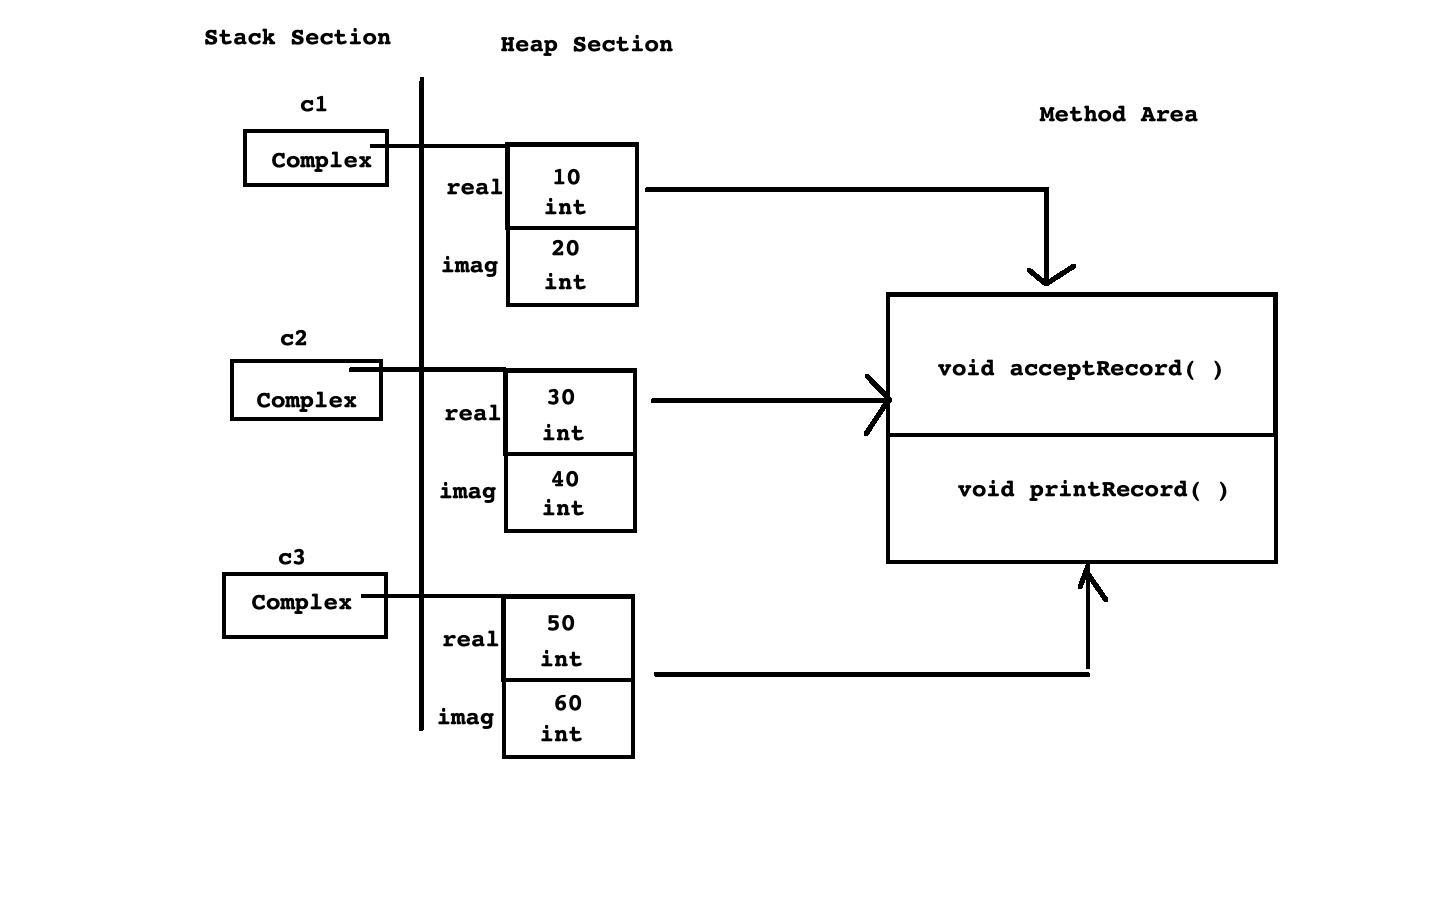 Stack Section
Heap Section
Method Area
c1
Complex
real
10
int
imag
20
int
c2
Complex
real
30
int
imag
40
int
c3
Complex
real
50
int
imag
60
int
void acceptRecord( )
void printRecord( )